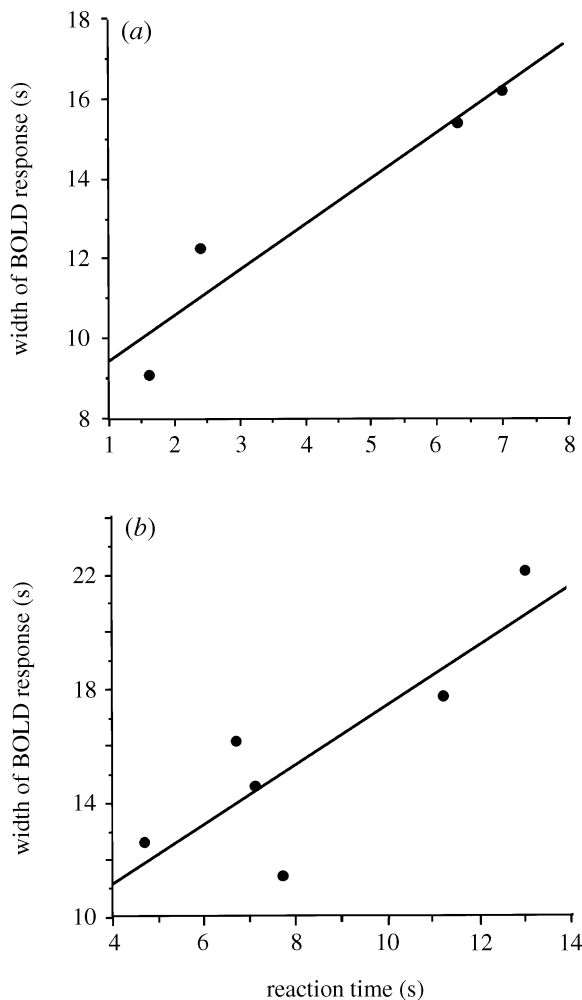 (a)
width of BOLD response (s)
18
16
14
12
10
8
1 2 3 4 5 6 7 8
(b)
width of BOLD response (s)
22
18
14
10
4 6 8 10 12 14
reaction time (s)